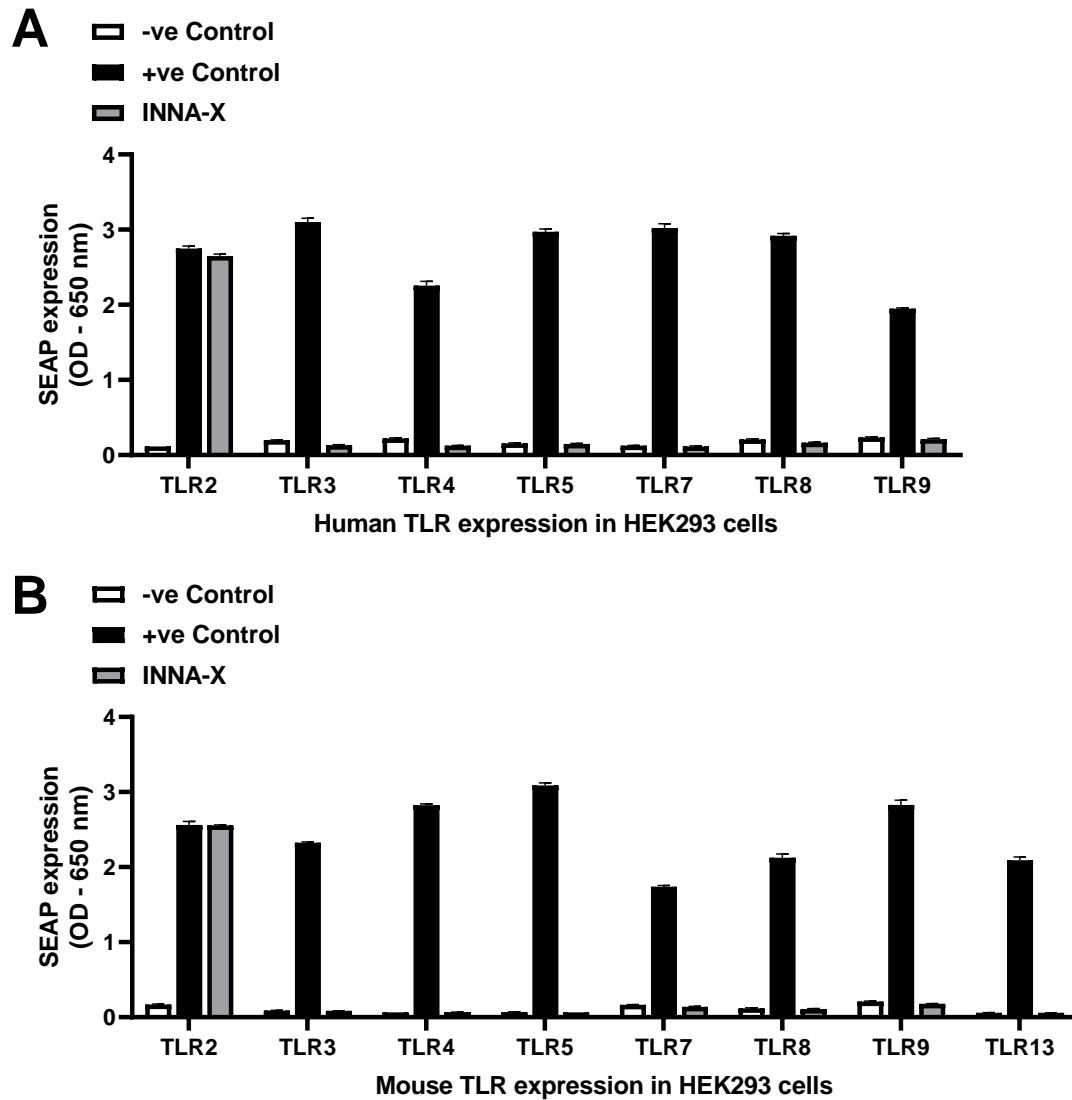 A
-ve Control
+ve Control
INNA-X
SEAP expression
(OD - 650 nm)
4
3
2
1
0
TLR2 TLR3 TLR4 TLR5 TLR7 TLR8 TLR9
Human TLR expression in HEK293 cells
B
-ve Control
+ve Control
INNA-X
SEAP expression
(OD - 650 nm)
4
3
2
1
0
TLR2 TLR3 TLR4 TLR5 TLR7 TLR8 TLR9 TLR13
Mouse TLR expression in HEK293 cells